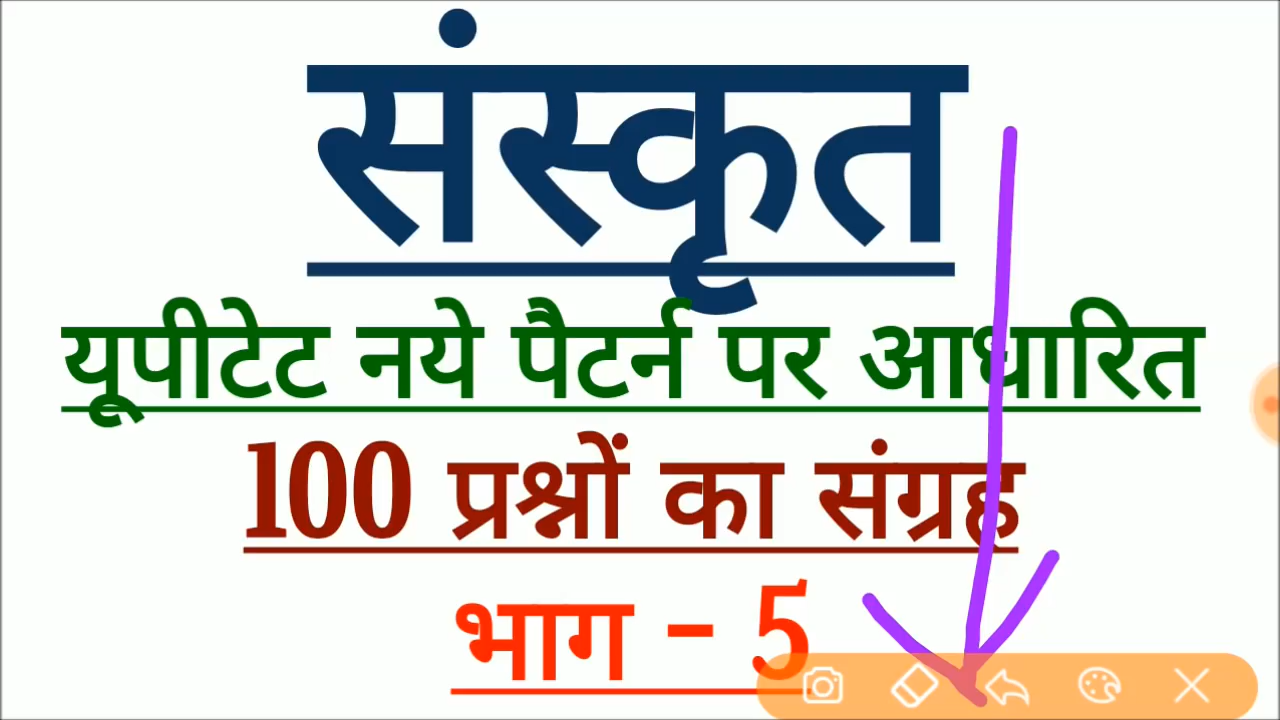 संस्कृत
यूपीटेट नये पैटर्न पर आधारित
100 प्रश्नों का संग्रह
भाग - 5